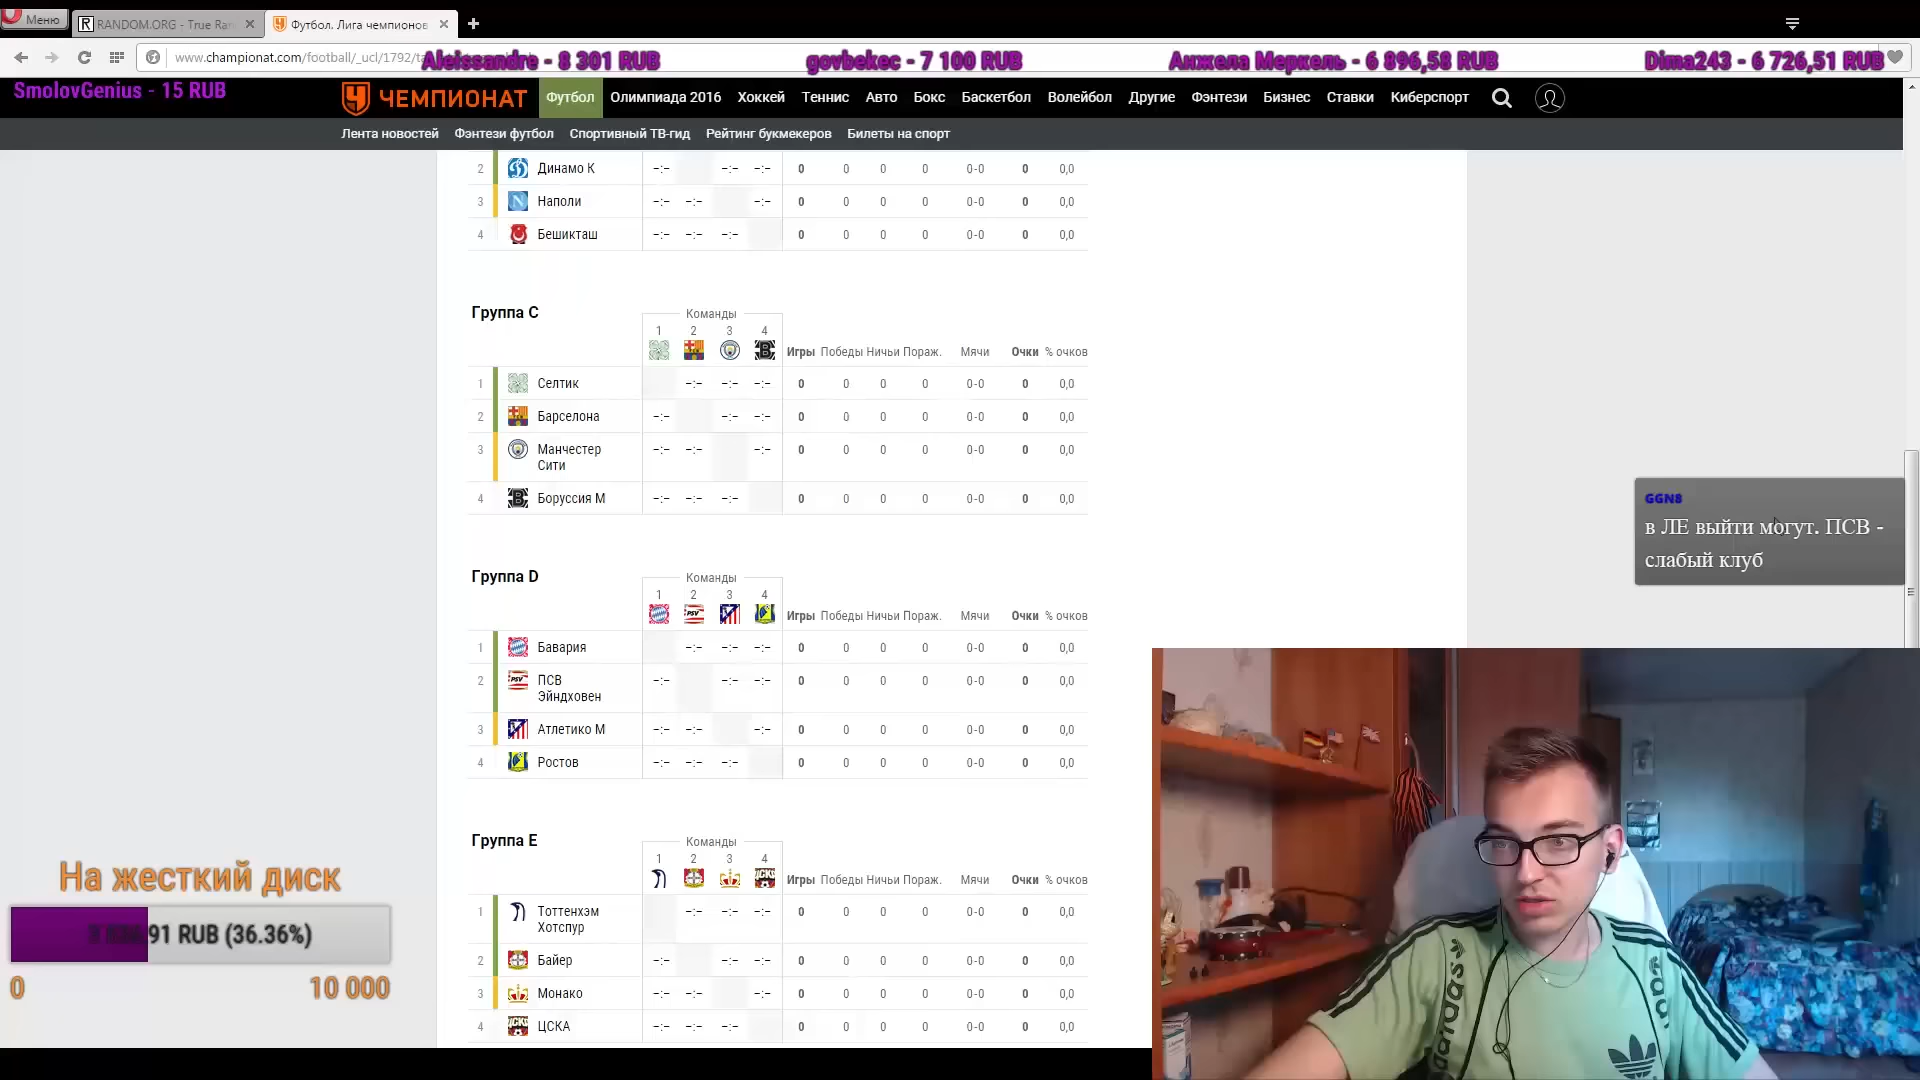 Меню
RANDOM.ORG - True Ran
Футбол. Лига чемпионов
www.championat.com/football/_ucl/1792/ta
Aleissandre - 8 301 RUB
govbekec - 7 100 RUB
Анжела Меркель - 6 896,58 RUB
Dima243 - 6 726,51 RUB
SmolovGenius - 15 RUB
ЧЕМПИОНАТ
Футбол Олимпиада 2016 Хоккей Теннис Авто Бокс Баскетбол Волейбол Другие Фэнтези Бизнес Ставки Киберспорт
Лента новостей Фэнтези футбол Спортивный ТВ-гид Рейтинг букмекеров Билеты на спорт
2 Динамо К -:- -:- -:- 0 0 0 0 0-0 0 0,0
3 Наполи -:- -:- -:- 0 0 0 0 0-0 0 0,0
4 Бешикташ -:- -:- -:- 0 0 0 0 0-0 0 0,0
Группа C
Команды
1 2 3 4
Игры Победы Ничьи Пораж. Мячи Очки % очков
1 Селтик -:- -:- -:- 0 0 0 0 0-0 0 0,0
2 Барселона -:- -:- -:- 0 0 0 0 0-0 0 0,0
3 Манчестер -:- -:- -:- 0 0 0 0 0-0 0 0,0
Сити
4 Боруссия М -:- -:- -:- 0 0 0 0 0-0 0 0,0
GGN8
в ЛЕ выйти могут. ПСВ -
слабый клуб
Группа D
Команды
1 2 3 4
Игры Победы Ничьи Пораж. Мячи Очки % очков
1 Бавария -:- -:- -:- 0 0 0 0 0-0 0 0,0
2 ПСВ -:- -:- -:- 0 0 0 0 0-0 0 0,0
Эйндховен
3 Атлетико М -:- -:- -:- 0 0 0 0 0-0 0 0,0
4 Ростов -:- -:- -:- 0 0 0 0 0-0 0 0,0
Группа E
Команды
1 2 3 4
Игры Победы Ничьи Пораж. Мячи Очки % очков
1 Тоттенхэм -:- -:- -:- 0 0 0 0 0-0 0 0,0
Хотспур
2 Байер -:- -:- -:- 0 0 0 0 0-0 0 0,0
3 Монако -:- -:- -:- 0 0 0 0 0-0 0 0,0
4 ЦСКА -:- -:- -:- 0 0 0 0 0-0 0 0,0
На жесткий диск
91 RUB (36.36%)
0 10 000
adidas